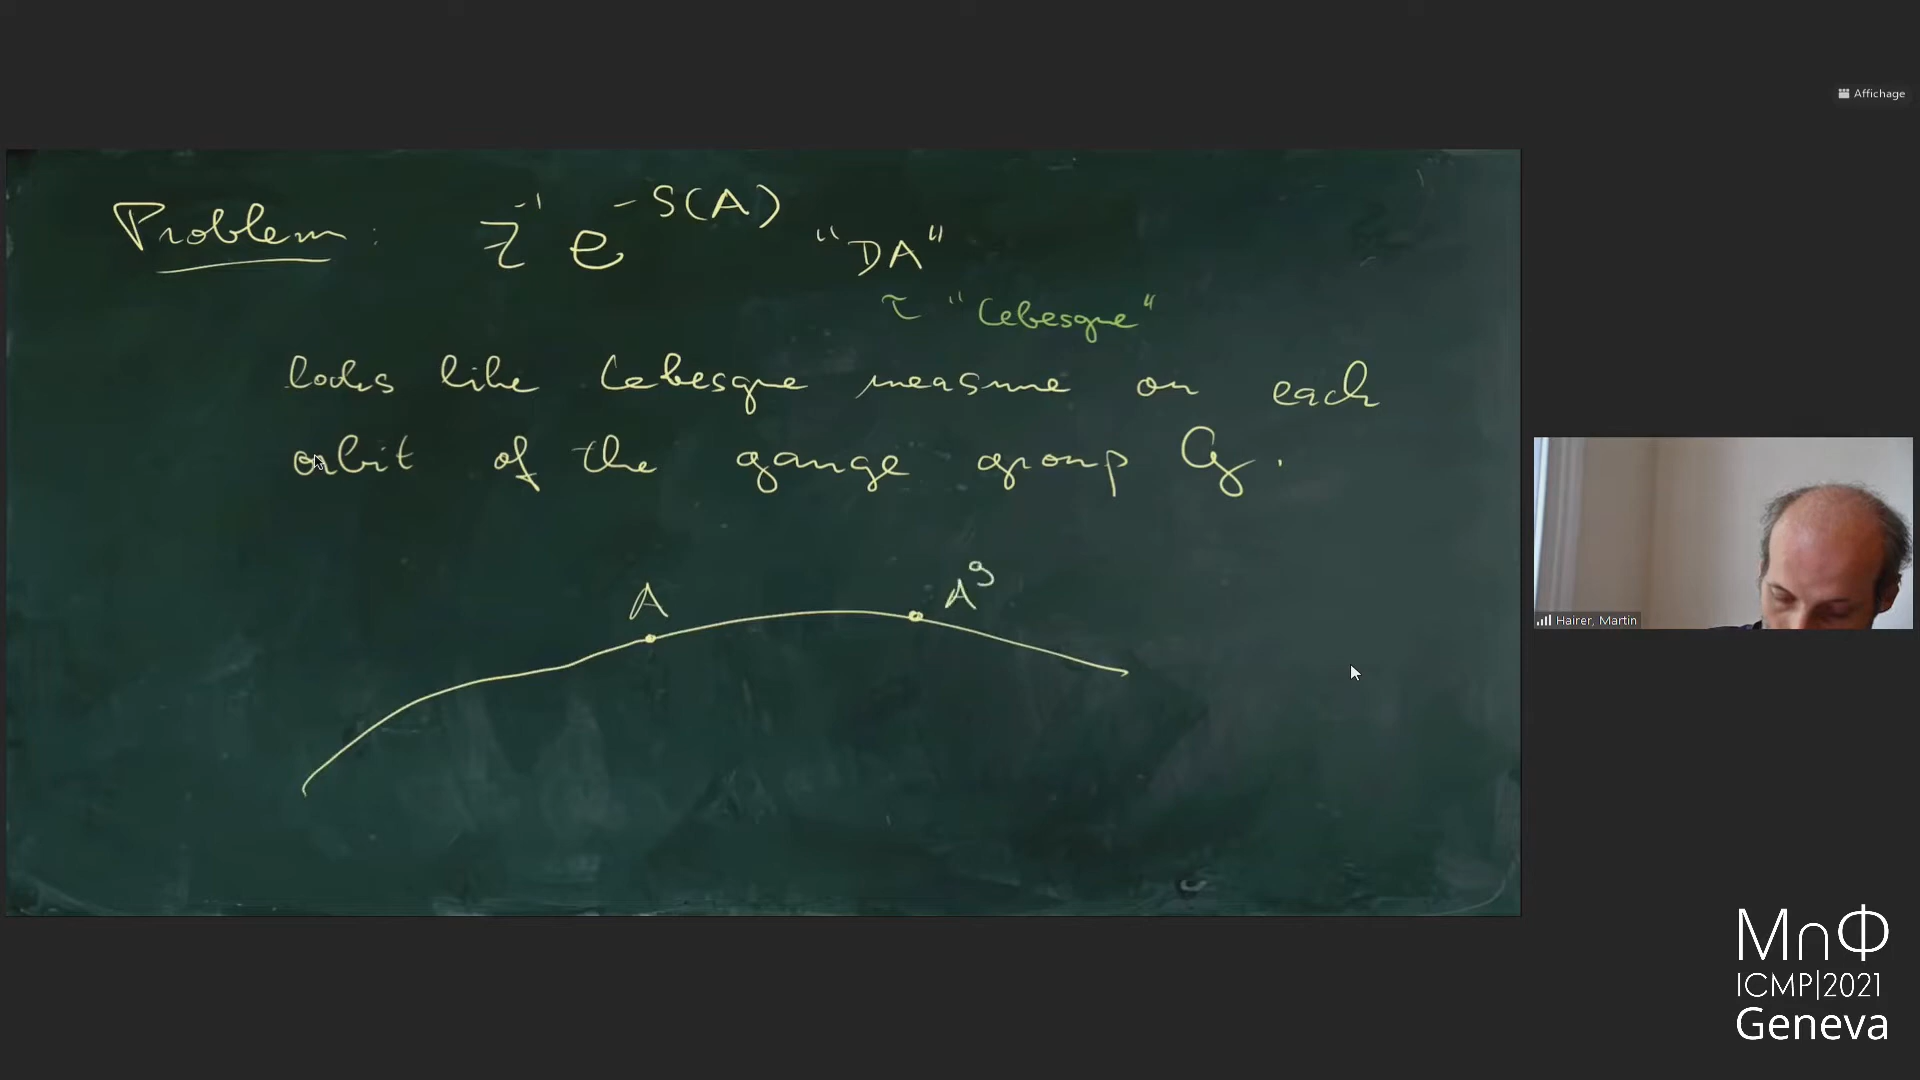 Affichage
Problem: Z⁻¹ e^{-S(A)} "DA"
"Lebesgue"
looks like Lebesgue measure on each
orbit of the gauge group G.
A A^g
Hairer, Martin
ICMP|2021
Geneva